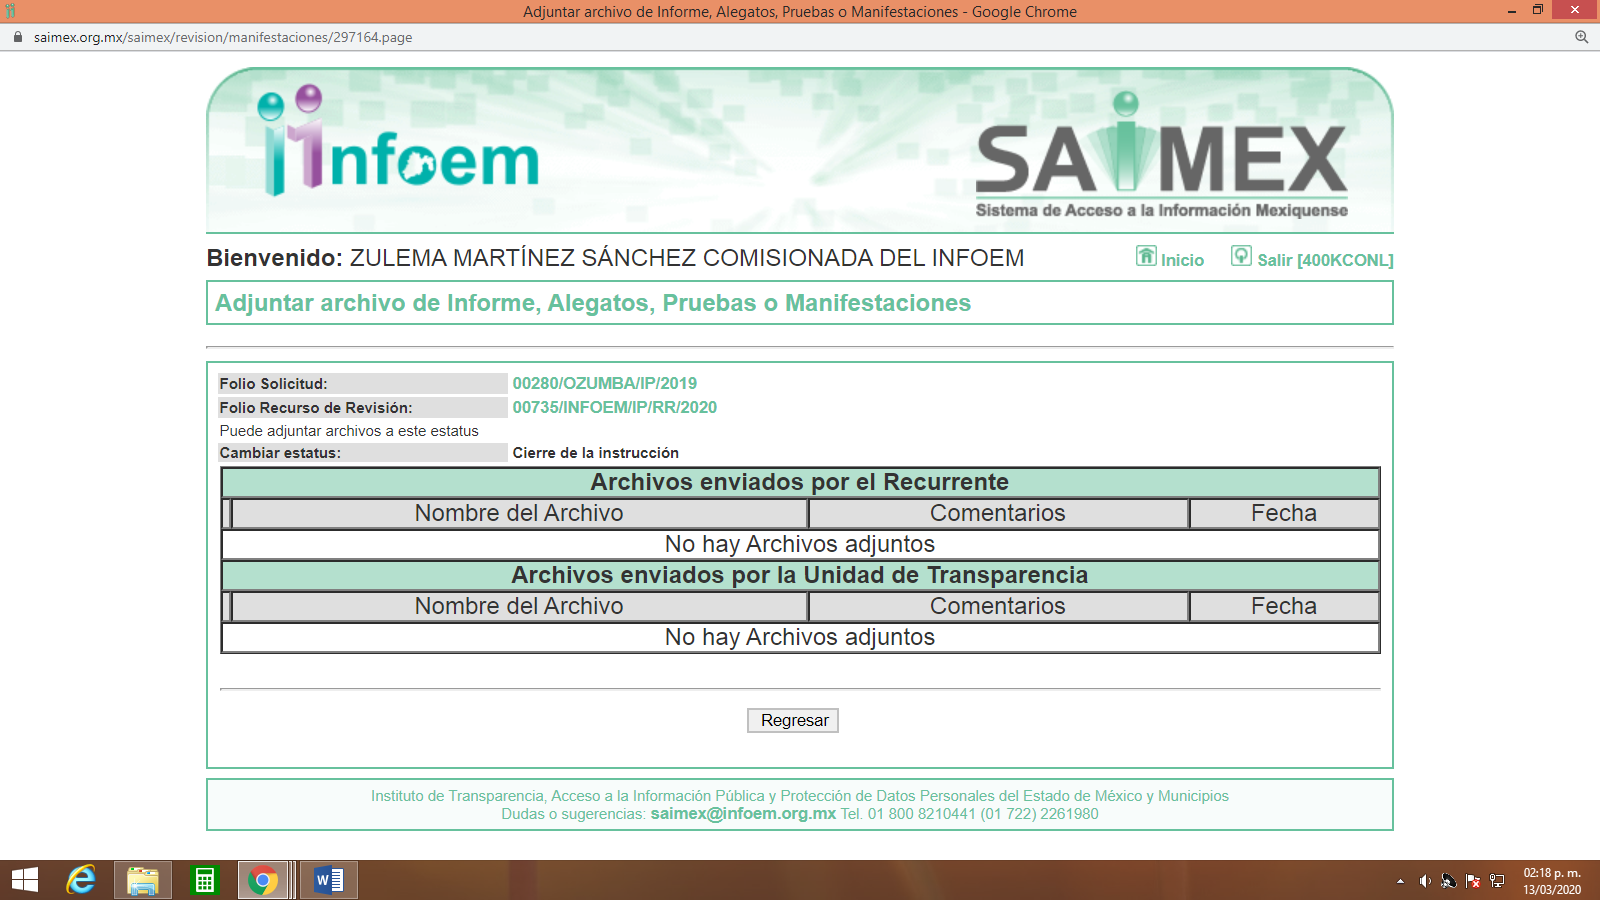 Adjuntar archivo de Informe, Alegatos, Pruebas o Manifestaciones - Google Chrome
saimex.org.mx/saimex/revision/manifestaciones/297164.page
infoem
SAIMEX
Sistema de Acceso a la Información Mexiquense
Bienvenido: ZULEMA MARTÍNEZ SÁNCHEZ COMISIONADA DEL INFOEM Inicio Salir [400KCONL]
Adjuntar archivo de Informe, Alegatos, Pruebas o Manifestaciones
Folio Solicitud: 00280/OZUMBA/IP/2019
Folio Recurso de Revisión: 00735/INFOEM/IP/RR/2020
Puede adjuntar archivos a este estatus
Cambiar estatus: Cierre de la instrucción
Archivos enviados por el Recurrente
Nombre del Archivo Comentarios Fecha
No hay Archivos adjuntos
Archivos enviados por la Unidad de Transparencia
Nombre del Archivo Comentarios Fecha
No hay Archivos adjuntos
Regresar
Instituto de Transparencia, Acceso a la Información Pública y Protección de Datos Personales del Estado de México y Municipios
Dudas o sugerencias: saimex@infoem.org.mx Tel. 01 800 8210441 (01 722) 2261980
02:18 p. m.
13/03/2020